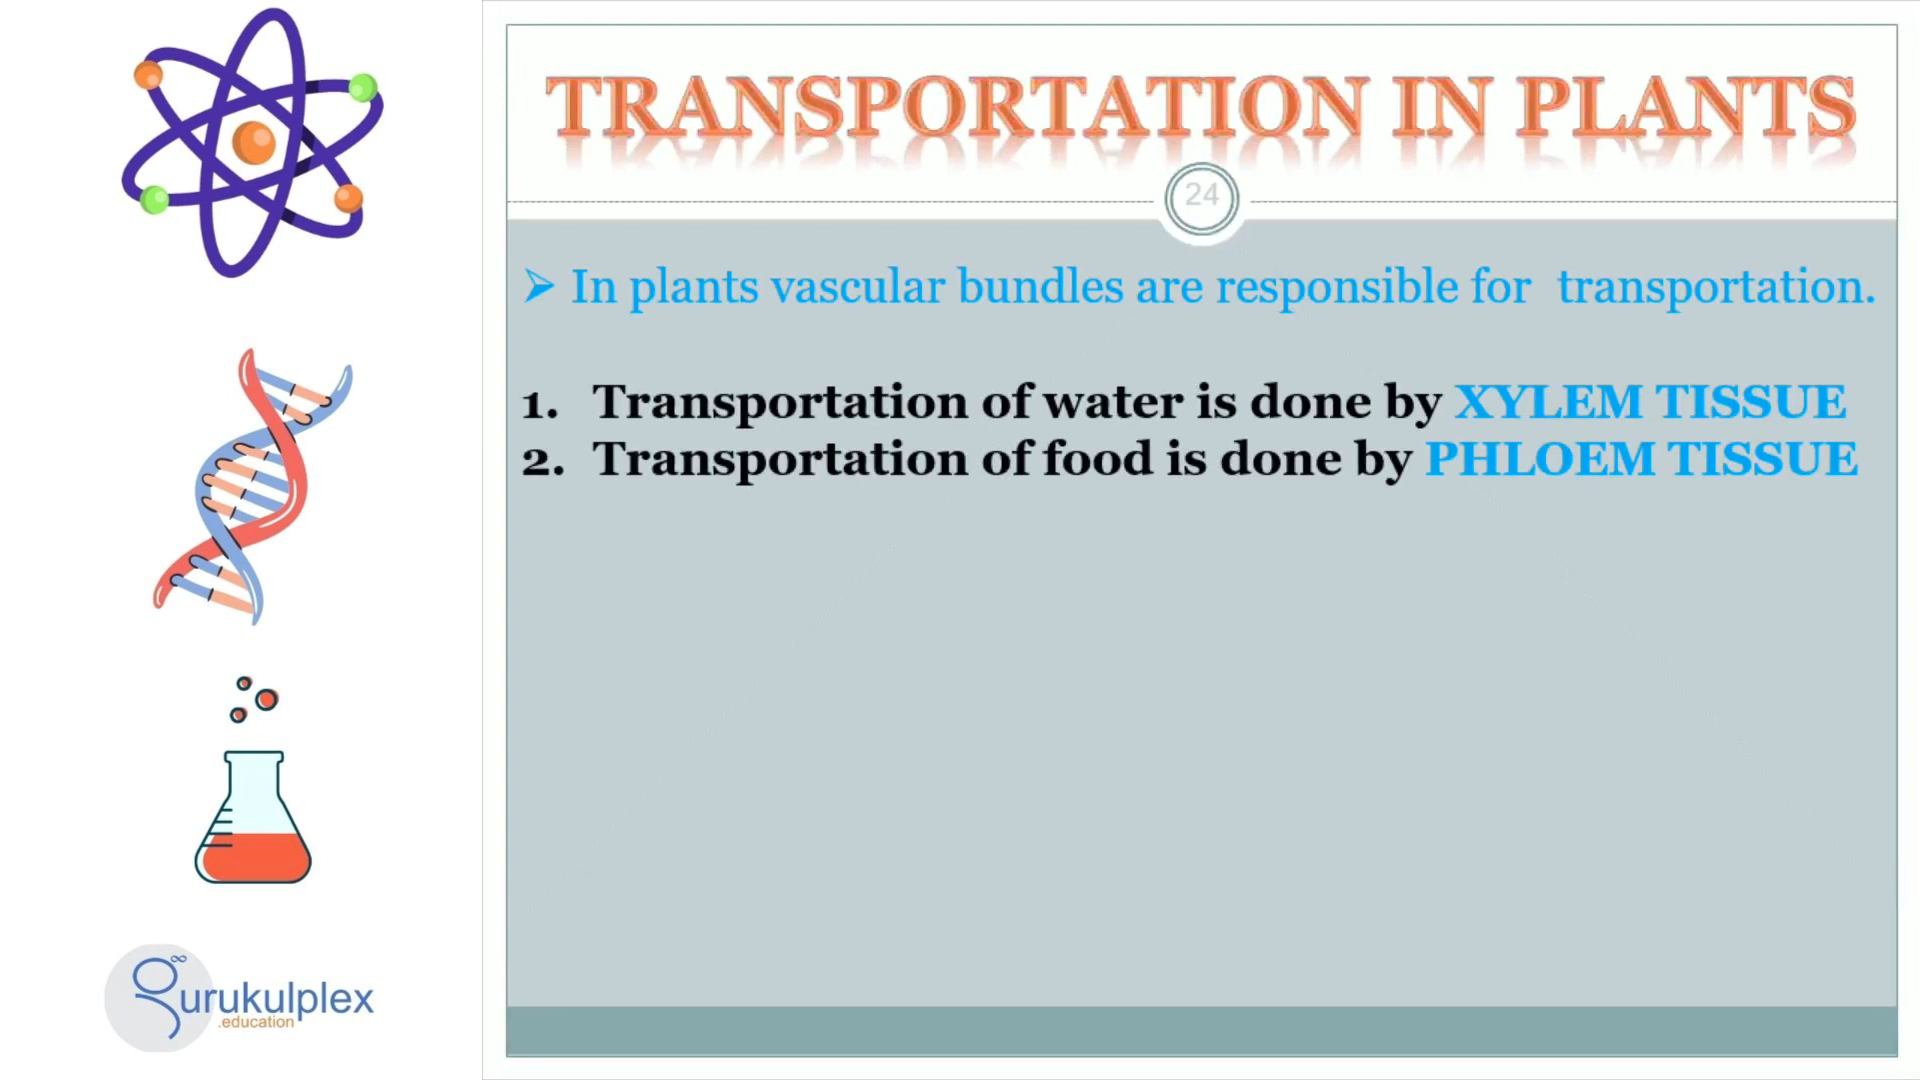 TRANSPORTATION IN PLANTS
24
➢ In plants vascular bundles are responsible for transportation.
1. Transportation of water is done by XYLEM TISSUE
2. Transportation of food is done by PHLOEM TISSUE
gurukulplex
.education